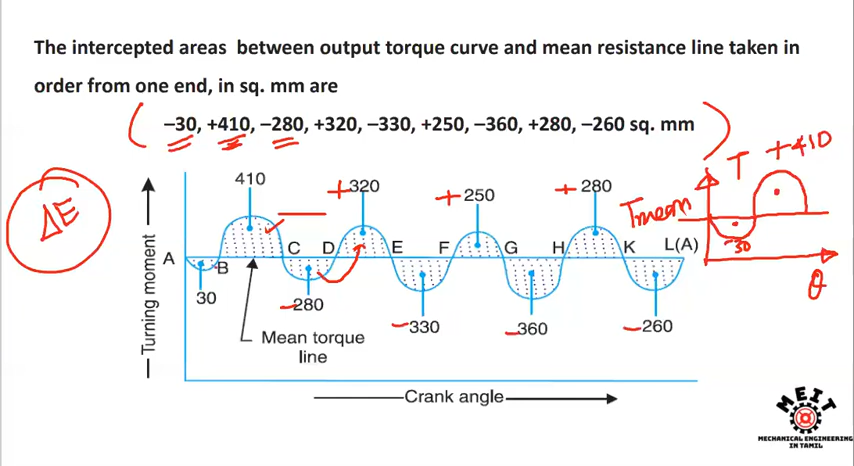 The intercepted areas between output torque curve and mean resistance line taken in
order from one end, in sq. mm are
–30, +410, –280, +320, –330, +250, –360, +280, –260 sq. mm
ΔE
T
+410
Tmean
-30
θ
410
+320
+250
+280
A
B
C
D
E
F
G
H
K
L(A)
30
-280
-330
-360
-260
Mean torque
line
Turning moment
Crank angle
MEIT
MECHANICAL ENGINEERING
IN TAMIL